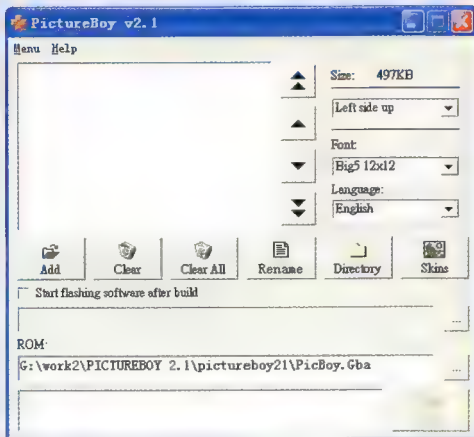 PictureBoy v2.1
Menu Help
Size: 497KB
Left side up
Font:
Big5 12x12
Language:
English
Add Clear Clear All Rename Directory Skins
Start flashing software after build
...
ROM:
G:\work2\PICTUREBOY 2.1\pictureboy21\PicBoy.Gba
...